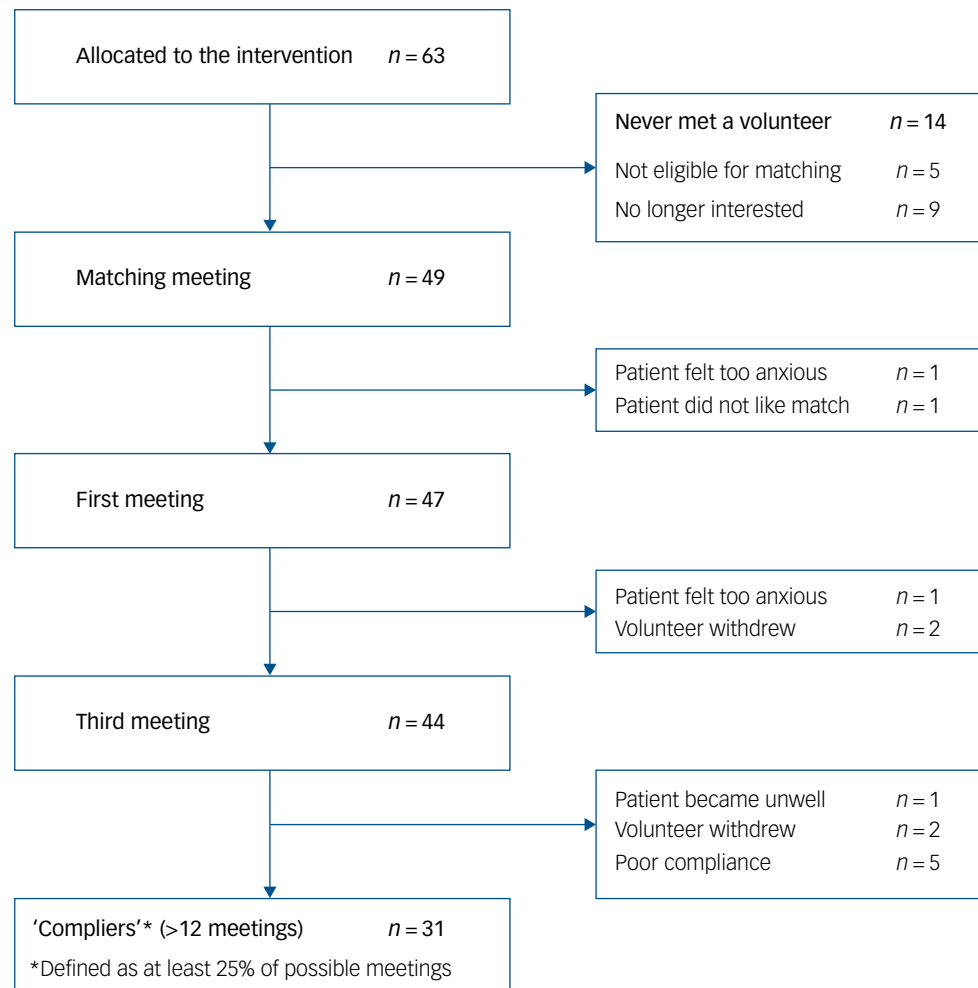 Allocated to the intervention n = 63
Never met a volunteer n = 14
Not eligible for matching n = 5
No longer interested n = 9
Matching meeting n = 49
Patient felt too anxious n = 1
Patient did not like match n = 1
First meeting n = 47
Patient felt too anxious n = 1
Volunteer withdrew n = 2
Third meeting n = 44
Patient became unwell n = 1
Volunteer withdrew n = 2
Poor compliance n = 5
‘Compliers’* (>12 meetings) n = 31
*Defined as at least 25% of possible meetings